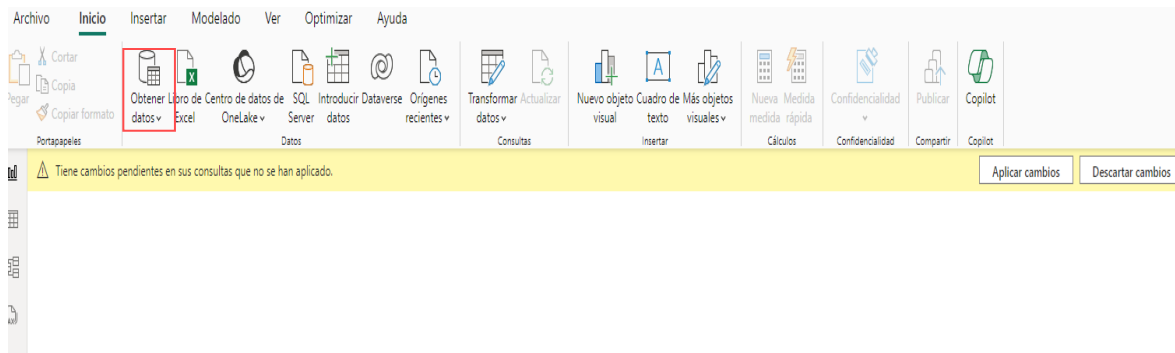 Archivo Inicio Insertar Modelado Ver Optimizar Ayuda
Pegar
Cortar
Copia
Copiar formato
Portapapeles
Obtener datos
Libro de Excel
Centro de datos de OneLake
SQL Server
Introducir datos
Dataverse
Orígenes recientes
Datos
Transformar datos
Actualizar
Consultas
Nuevo objeto visual
Cuadro de texto
Más objetos visuales
Insertar
Nueva medida
Medida rápida
Cálculos
Confidencialidad
Confidencialidad
Publicar
Compartir
Copilot
Copilot
Tiene cambios pendientes en sus consultas que no se han aplicado.
Aplicar cambios
Descartar cambios